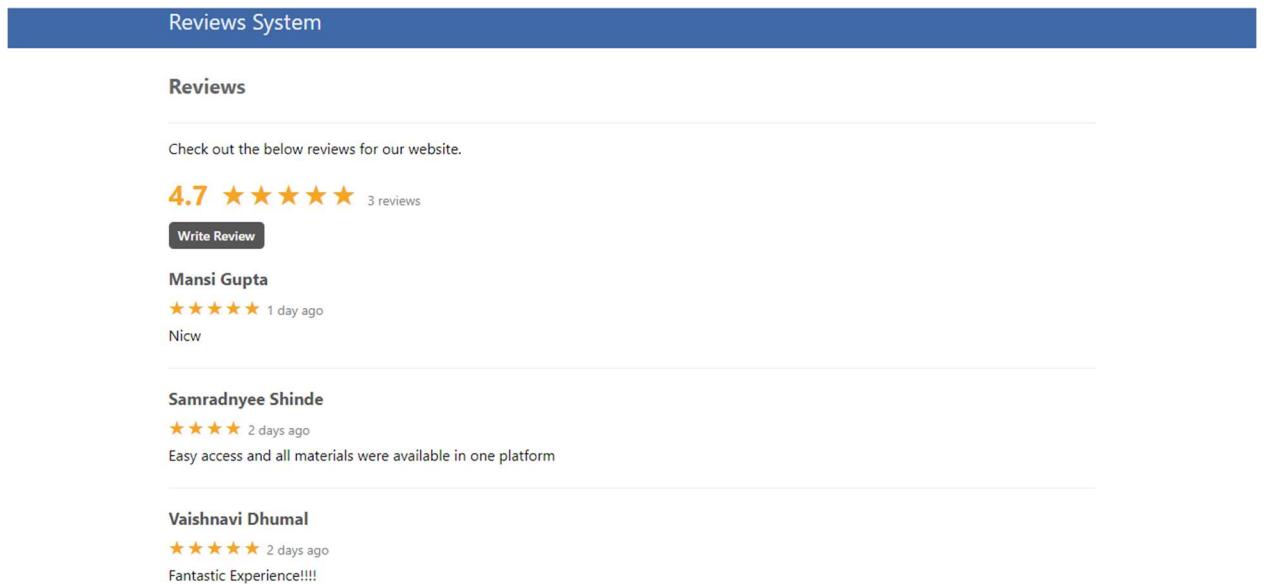 Reviews System
Reviews
Check out the below reviews for our website.
4.7 ★★★★★ 3 reviews
Write Review
Mansi Gupta
★★★★★ 1 day ago
Nicw
Samradnyee Shinde
★★★★ 2 days ago
Easy access and all materials were available in one platform
Vaishnavi Dhumal
★★★★★ 2 days ago
Fantastic Experience!!!!